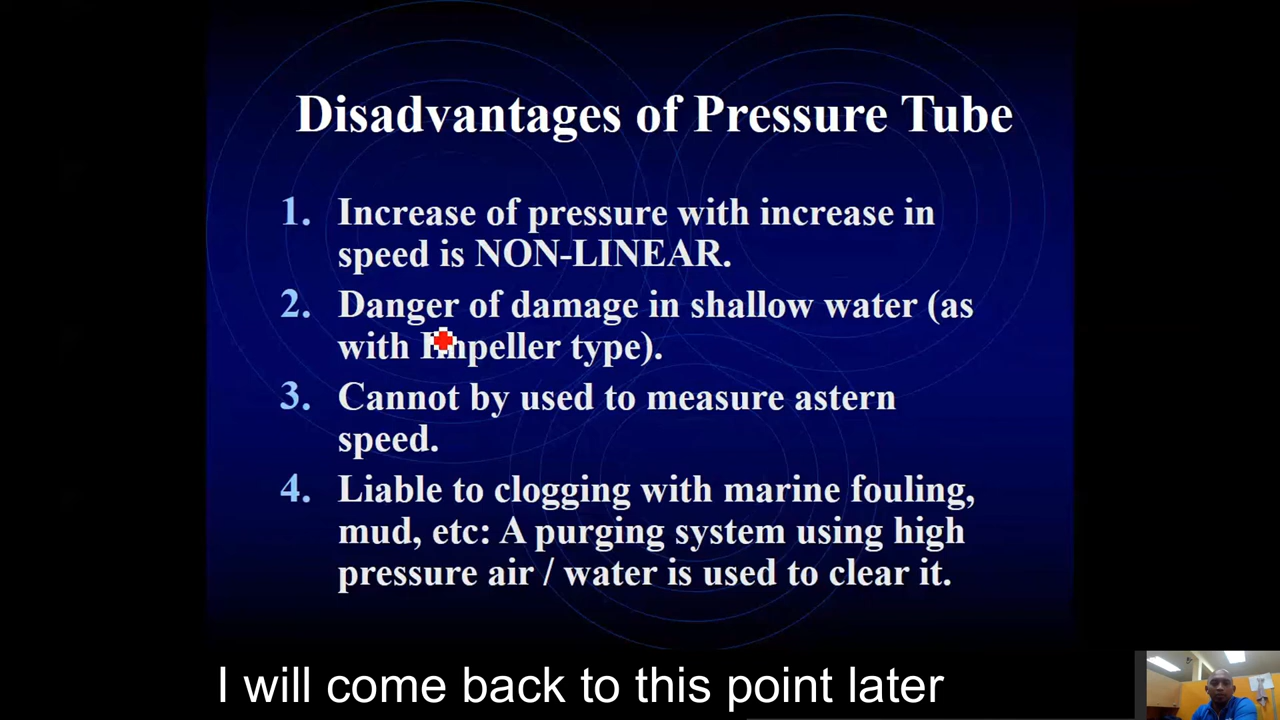 Disadvantages of Pressure Tube
1. Increase of pressure with increase in
speed is NON-LINEAR.
2. Danger of damage in shallow water (as
with Impeller type).
3. Cannot by used to measure astern
speed.
4. Liable to clogging with marine fouling,
mud, etc: A purging system using high
pressure air / water is used to clear it.
I will come back to this point later